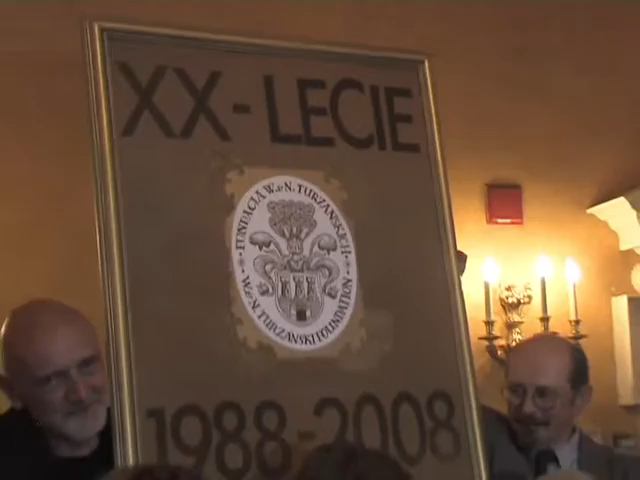 XX-LECIE
FUNDACJA W. & N. TURZAŃSKICH
W. & N. TURZANSKI FOUNDATION
1988-2008